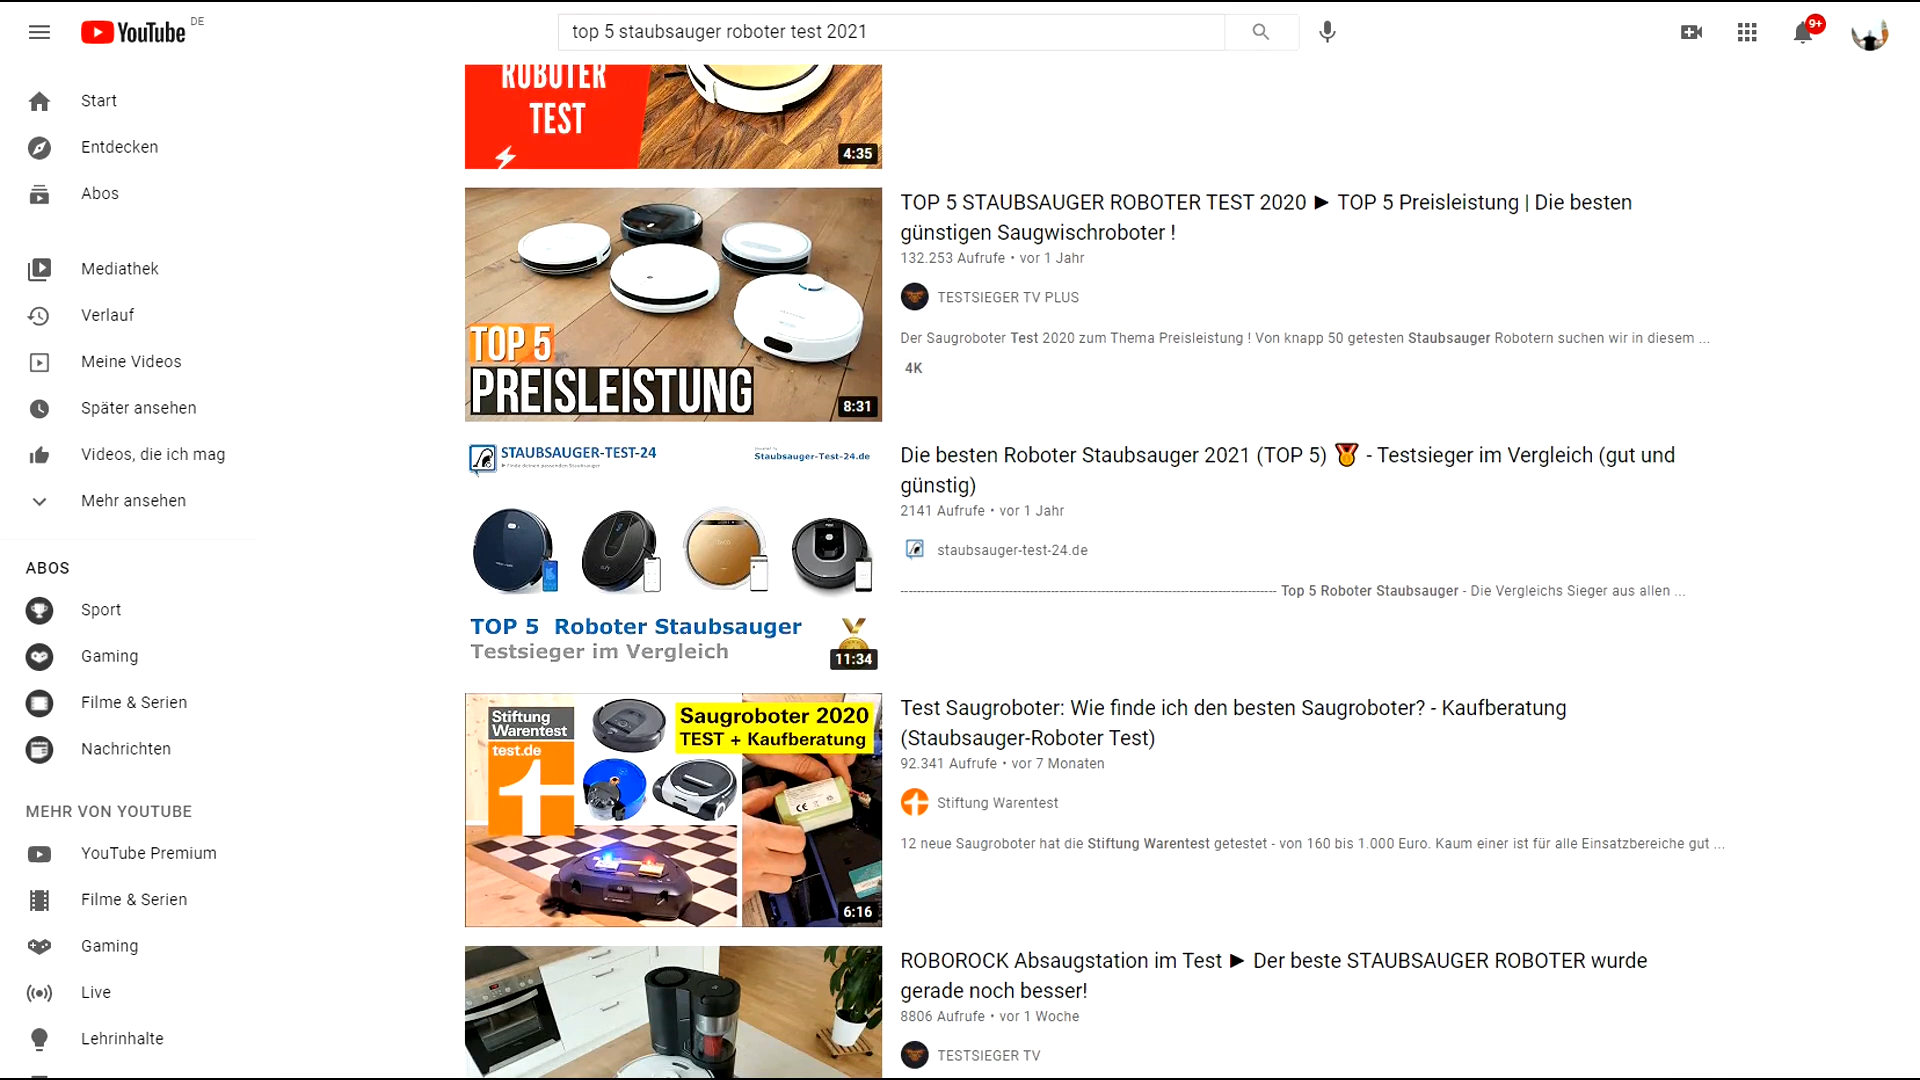 YouTube DE
top 5 staubsauger roboter test 2021
9+
Start
Entdecken
Abos
Mediathek
Verlauf
Meine Videos
Später ansehen
Videos, die ich mag
Mehr ansehen
ABOS
Sport
Gaming
Filme & Serien
Nachrichten
MEHR VON YOUTUBE
YouTube Premium
Filme & Serien
Gaming
Live
Lehrinhalte
ROBOTER
TEST
4:35
TOP 5
PREISLEISTUNG
8:31
TOP 5 STAUBSAUGER ROBOTER TEST 2020 ► TOP 5 Preisleistung | Die besten
günstigen Saugwischroboter !
132.253 Aufrufe • vor 1 Jahr
TESTSIEGER TV PLUS
Der Saugroboter Test 2020 zum Thema Preisleistung ! Von knapp 50 getesten Staubsauger Robotern suchen wir in diesem ...
4K
STAUBSAUGER-TEST-24
Staubsauger-Test-24.de
TOP 5 Roboter Staubsauger
Testsieger im Vergleich
11:34
Die besten Roboter Staubsauger 2021 (TOP 5) 🏅 - Testsieger im Vergleich (gut und
günstig)
2141 Aufrufe • vor 1 Jahr
staubsauger-test-24.de
Top 5 Roboter Staubsauger - Die Vergleichs Sieger aus allen ...
Stiftung
Warentest
test.de
Saugroboter 2020
TEST + Kaufberatung
6:16
Test Saugroboter: Wie finde ich den besten Saugroboter? - Kaufberatung
(Staubsauger-Roboter Test)
92.341 Aufrufe • vor 7 Monaten
Stiftung Warentest
12 neue Saugroboter hat die Stiftung Warentest getestet - von 160 bis 1.000 Euro. Kaum einer ist für alle Einsatzbereiche gut ...
ROBOROCK Absaugstation im Test ► Der beste STAUBSAUGER ROBOTER wurde
gerade noch besser!
8806 Aufrufe • vor 1 Woche
TESTSIEGER TV